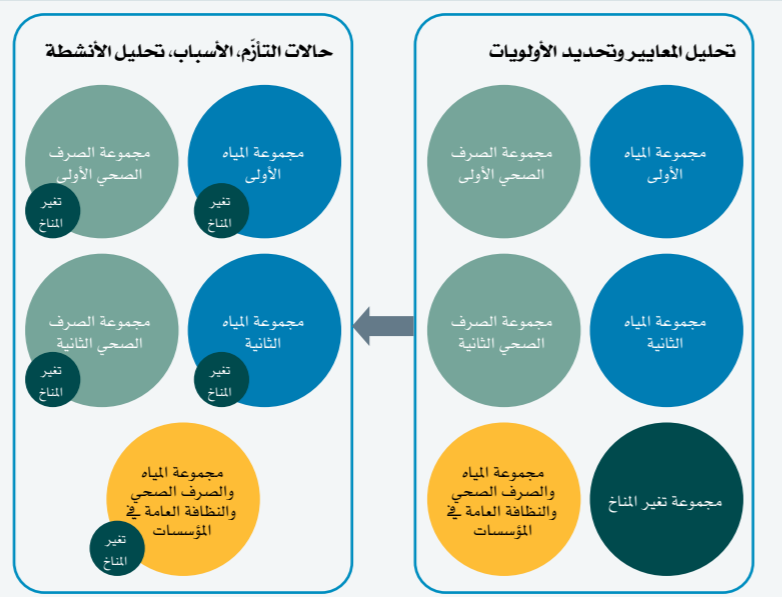 تحليل المعايير وتحديد الأولويات
مجموعة المياه
الأولى
مجموعة الصرف
الصحي الأولى
مجموعة المياه
الثانية
مجموعة الصرف
الصحي الثانية
مجموعة تغير المناخ
مجموعة المياه
والصرف الصحي
والنظافة العامة في
المؤسسات
حالات التأزّم، الأسباب، تحليل الأنشطة
مجموعة المياه
الأولى
تغير
المناخ
مجموعة الصرف
الصحي الأولى
تغير
المناخ
مجموعة المياه
الثانية
تغير
المناخ
مجموعة الصرف
الصحي الثانية
تغير
المناخ
مجموعة المياه
والصرف الصحي
والنظافة العامة في
المؤسسات
تغير
المناخ